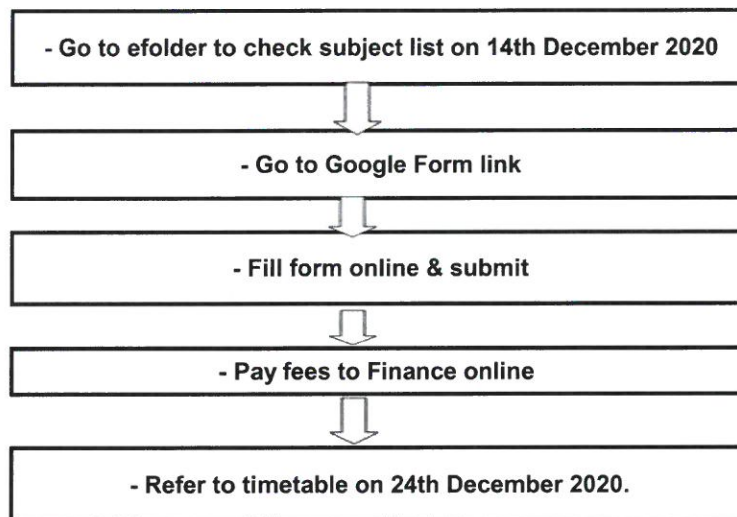 - Go to efolder to check subject list on 14th December 2020
- Go to Google Form link
- Fill form online & submit
- Pay fees to Finance online
- Refer to timetable on 24th December 2020.